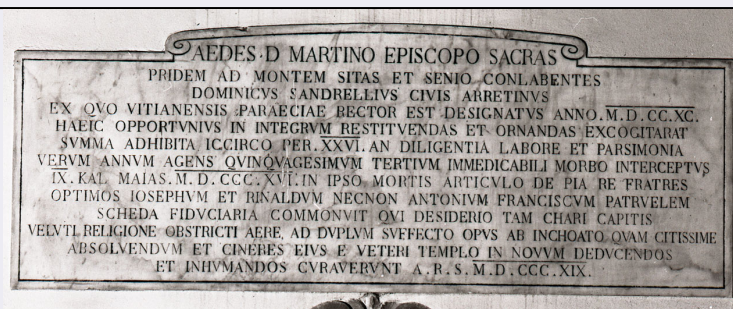 AEDES·D MARTINO EPISCOPO SACRAS
PRIDEM AD MONTEM SITAS ET SENIO CONLABENTES
DOMINICVS SANDRELLIVS CIVIS ARRETINVS
EX QVO VITIANENSIS PARAECIAE RECTOR EST DESIGNATVS ANNO.M.D.CC.XC.
HAEIC OPPORTVNIVS IN INTEGRVM RESTITVENDAS ET ORNANDAS EXCOGITARAT
SVMMA ADHIBITA ICCIRCO PER.XXVI.AN DILIGENTIA LABORE ET PARSIMONIA
VERVM ANNVM AGENS QVINQVAGESIMVM TERTIVM IMMEDICABILI MORBO INTERCEPTVS
IX.KAL MAIAS.M.D.CCC.XVI.IN IPSO MORTIS ARTICVLO DE PIA RE FRATRES
OPTIMOS IOSEPHVM ET RINALDVM NECNON ANTONIVM FRANCISCVM PATRVELEM
SCHEDA FIDVCIARIA COMMONVIT QVI DESIDERIO TAM CHARI CAPITIS
VELVTI RELIGIONE OBSTRICTI AERE, AD DVPLVM SVFFECTO OPVS AB INCHOATO QVAM CITISSIME
ABSOLVENDVM ET CINERES EIVS E VETERI TEMPLO IN NOVVM DEDVCENDOS
ET INHVMANDOS CVRAVERVNT A.R.S.M.D.CCC.XIX.